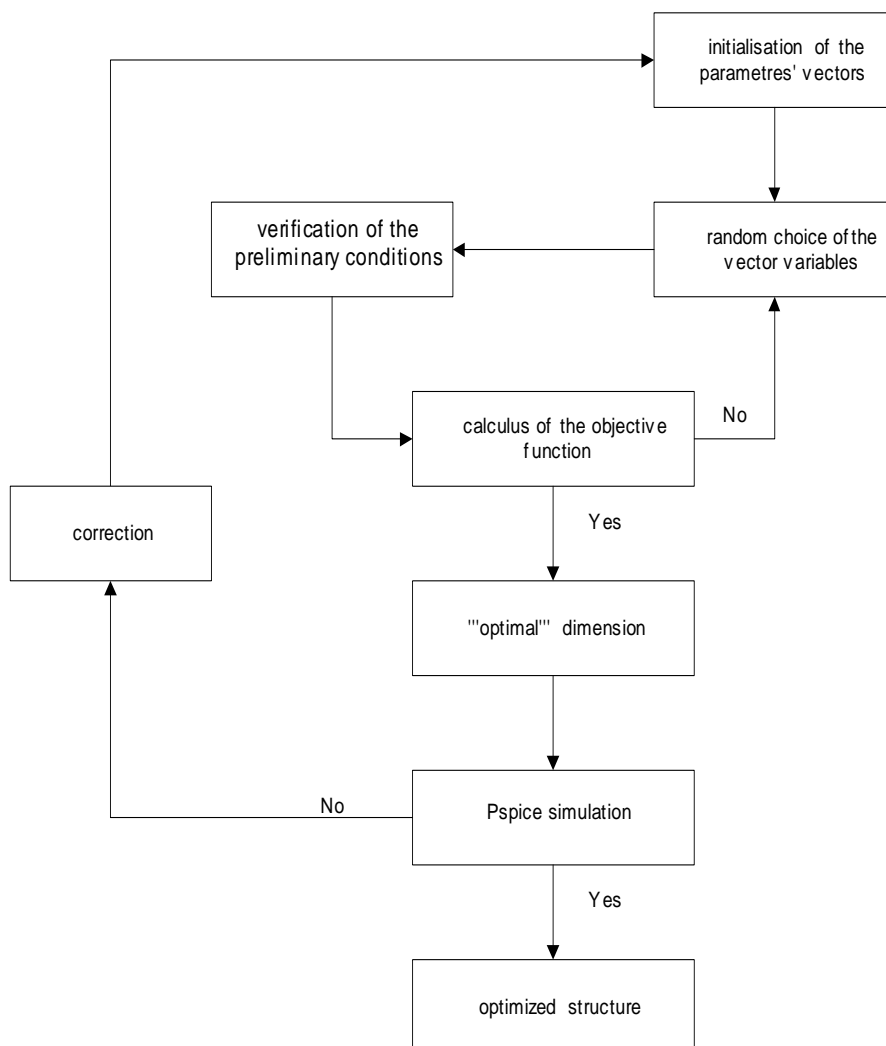 initialisation of the
parametres' vectors
verification of the
preliminary conditions
random choice of the
vector variables
calculus of the objective
function
No
Yes
correction
'"optimal"' dimension
No
Pspice simulation
Yes
optimized structure